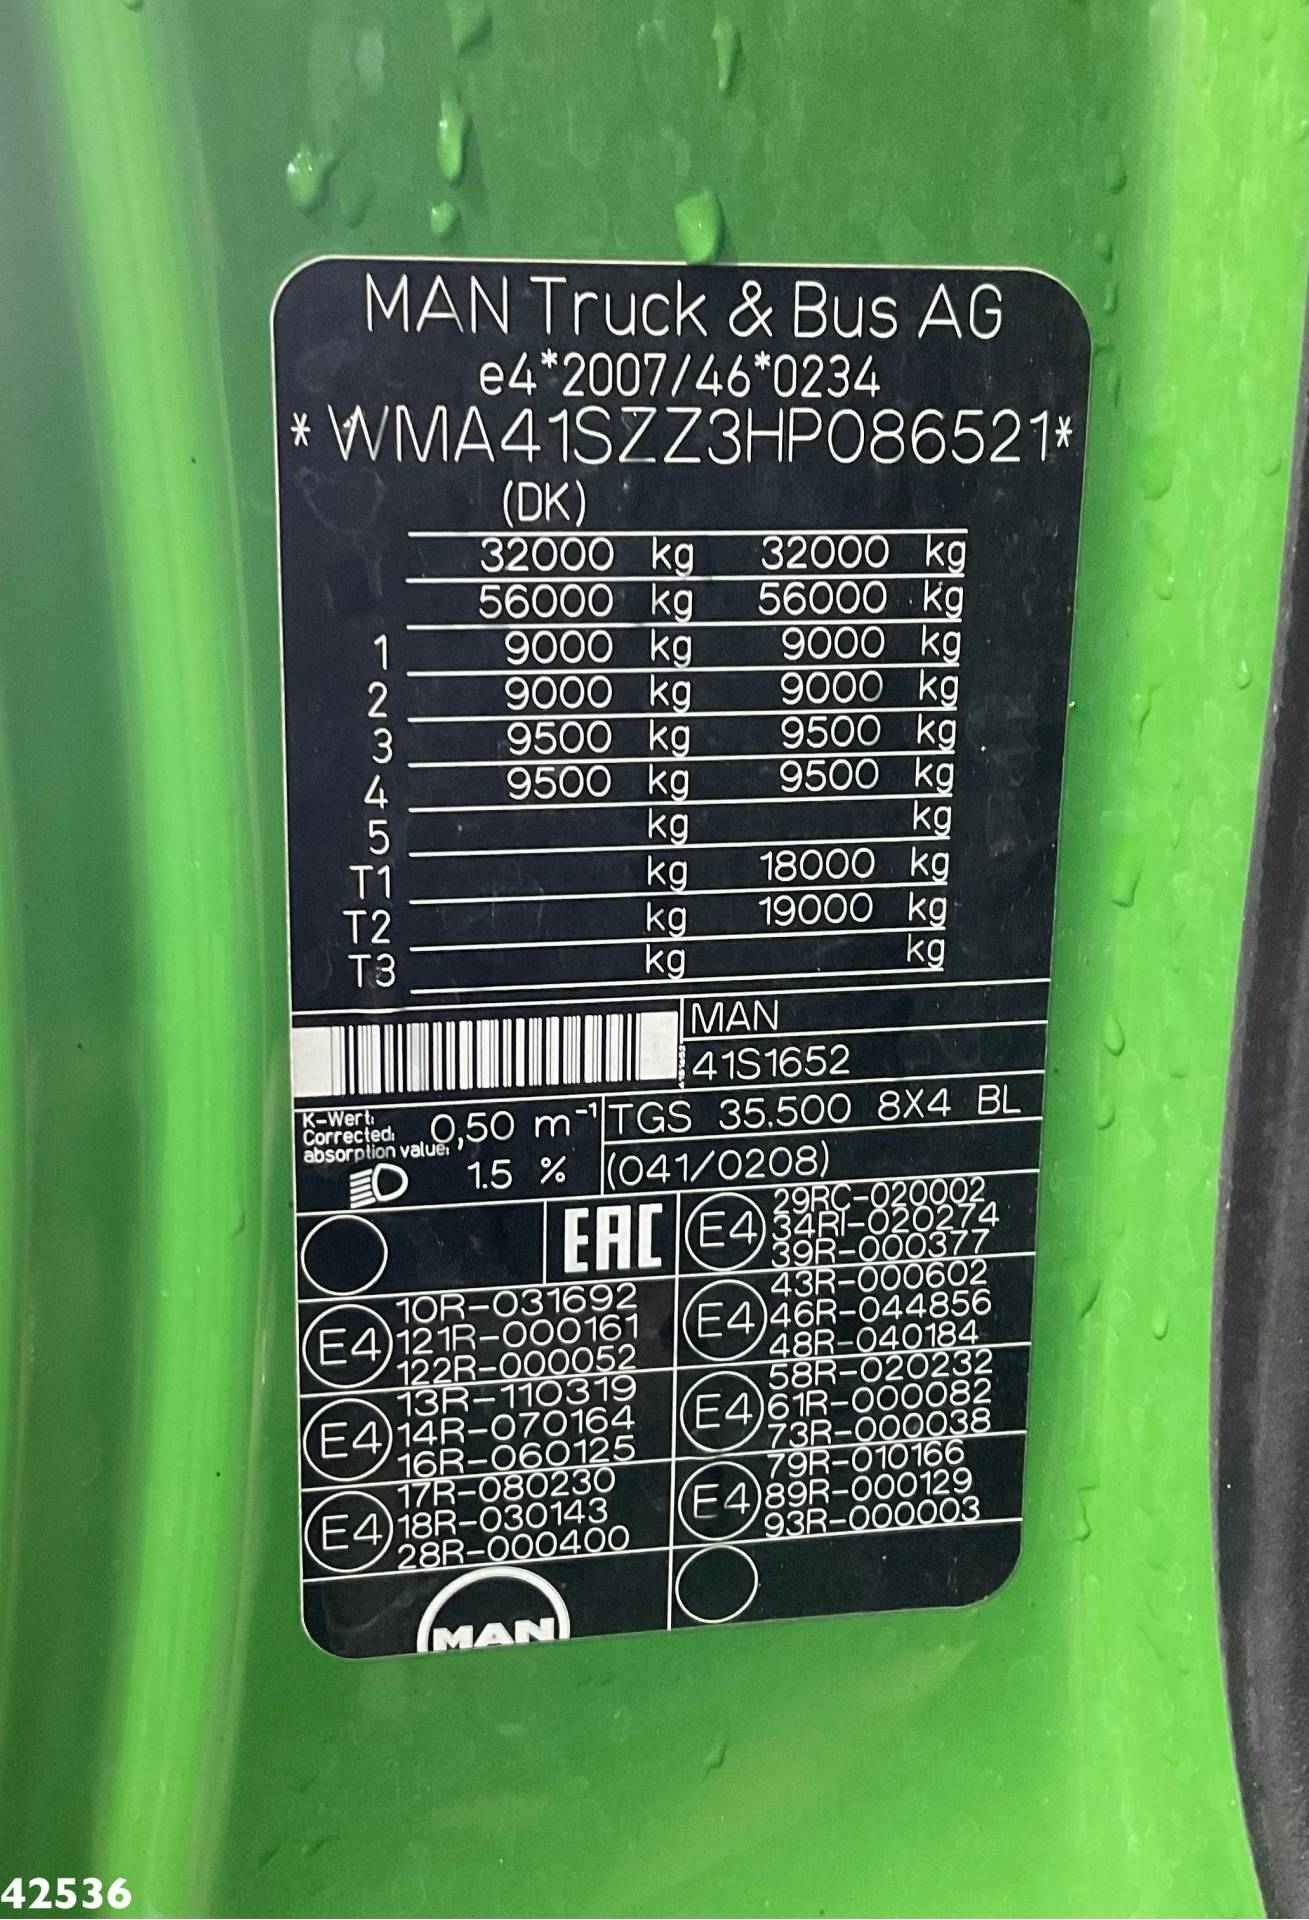 MAN Truck & Bus AG
e4*2007/46*0234
* WMA41SZZ3HP086521*
(DK)
32000 kg 32000 kg
56000 kg 56000 kg
1 9000 kg 9000 kg
2 9000 kg 9000 kg
3 9500 kg 9500 kg
4 9500 kg 9500 kg
5 kg kg
T1 kg 18000 kg
T2 kg 19000 kg
T3 kg kg
MAN
41S1652
41S1652
K-Wert:
Corrected:
absorption value:
0,50 m⁻¹
TGS 35.500 8X4 BL
1.5 %
(041/0208)
EAC
E4
29RC-020002
34RI-020274
39R-000377
E4
10R-031692
121R-000161
122R-000052
E4
43R-000602
46R-044856
48R-040184
E4
13R-110319
14R-070164
16R-060125
E4
58R-020232
61R-000082
73R-000038
E4
17R-080230
18R-030143
28R-000400
E4
79R-010166
89R-000129
93R-000003
MAN
42536